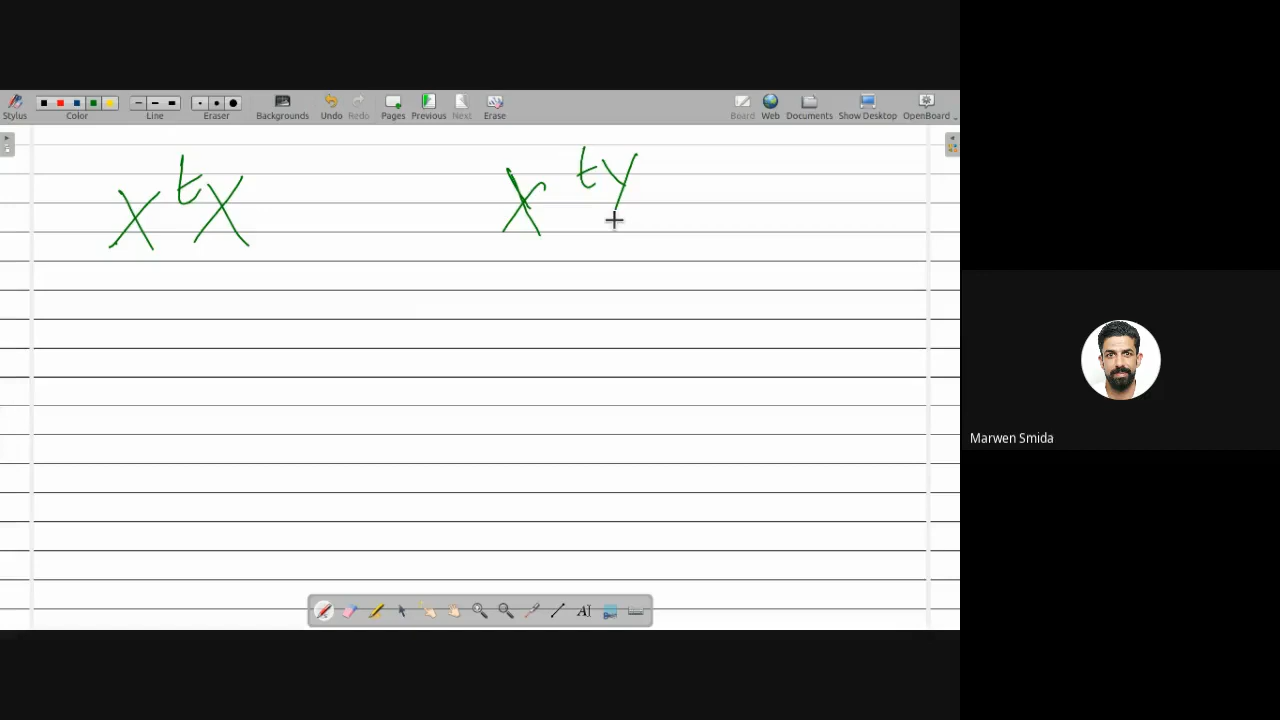 Stylus Color Line Eraser Backgrounds Undo Redo Pages Previous Next Erase Board Web Documents Show Desktop OpenBoard
X ᵗX X ᵗY
AI
Marwen Smida